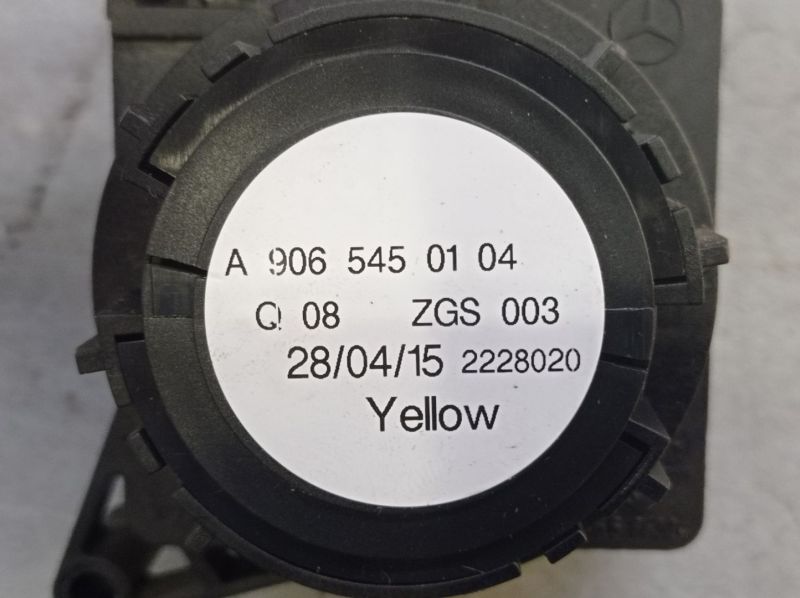 A 906 545 01 04
Q 08 ZGS 003
28/04/15 2228020
Yellow